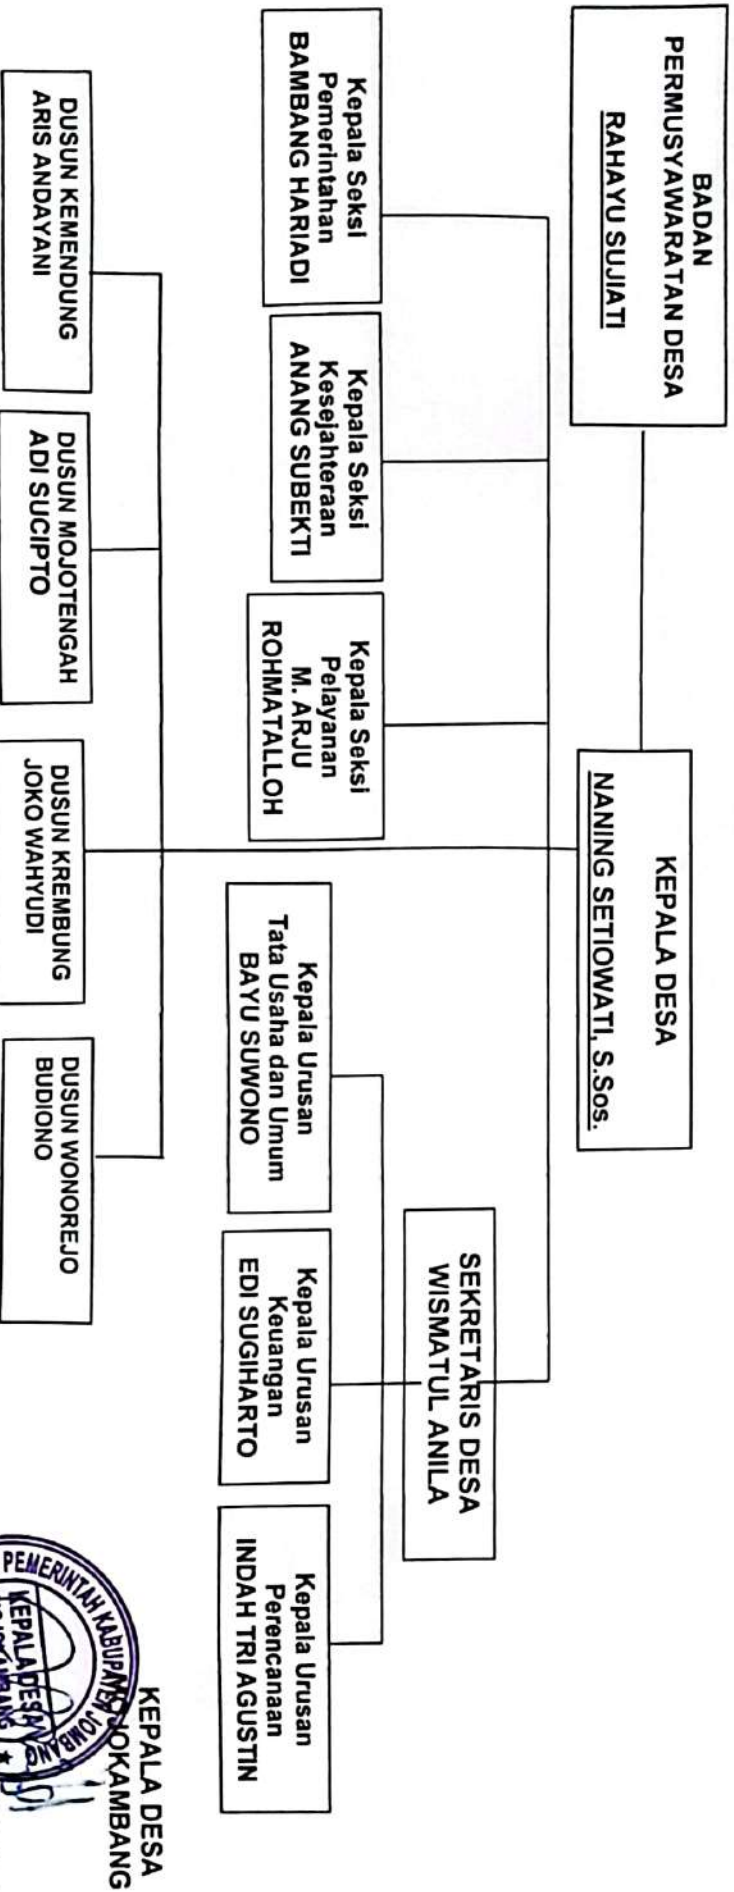 BADAN
PERMUSYAWARATAN DESA
RAHAYU SUJIATI
KEPALA DESA
NANING SETIOWATI, S.Sos.
SEKRETARIS DESA
WISMATUL ANILA
Kepala Seksi
Pemerintahan
BAMBANG HARIADI
Kepala Seksi
Kesejahteraan
ANANG SUBEKTI
Kepala Seksi
Pelayanan
M. ARJU
ROHMATALLOH
Kepala Urusan
Tata Usaha dan Umum
BAYU SUWONO
Kepala Urusan
Keuangan
EDI SUGIHARTO
Kepala Urusan
Perencanaan
INDAH TRI AGUSTIN
DUSUN KEMENDUNG
ARIS ANDAYANI
DUSUN MOJOTENGAH
ADI SUCIPTO
DUSUN KREMBUNG
JOKO WAHYUDI
DUSUN WONOREJO
BUDIONO
KEPALA DESA
MOJOKAMBANG
PEMERINTAH KABUPATEN JOMBANG
KEPALA DESA